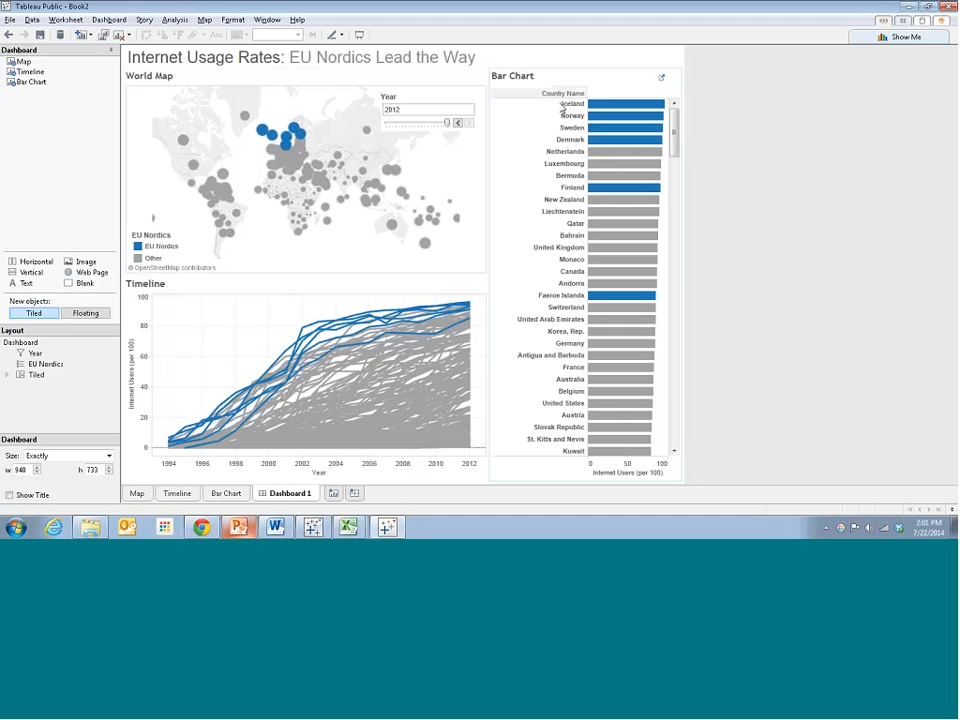 Tableau Public - Book2
File Data Worksheet Dashboard Story Analysis Map Format Window Help
Show Me
Dashboard
Map
Timeline
Bar Chart
Horizontal Image
Vertical Web Page
A Text Blank
New objects:
Tiled Floating
Layout
Dashboard
Year
EU Nordics
Tiled
Dashboard
Size: Exactly
w 940 h 733
Show Title
Internet Usage Rates: EU Nordics Lead the Way
World Map
Year
2012
EU Nordics
EU Nordics
Other
© OpenStreetMap contributors
Timeline
Internet Users (per 100)
100
80
60
40
20
0
1994 1996 1998 2000 2002 2004 2006 2008 2010 2012
Year
Bar Chart
Country Name
Iceland
Norway
Sweden
Denmark
Netherlands
Luxembourg
Bermuda
Finland
New Zealand
Liechtenstein
Qatar
Bahrain
United Kingdom
Monaco
Canada
Andorra
Faeroe Islands
Switzerland
United Arab Emirates
Korea, Rep.
Germany
Antigua and Barbuda
France
Australia
Belgium
United States
Austria
Slovak Republic
St. Kitts and Nevis
Kuwait
0 50 100
Internet Users (per 100)
Map Timeline Bar Chart Dashboard 1
2:01 PM
7/22/2014